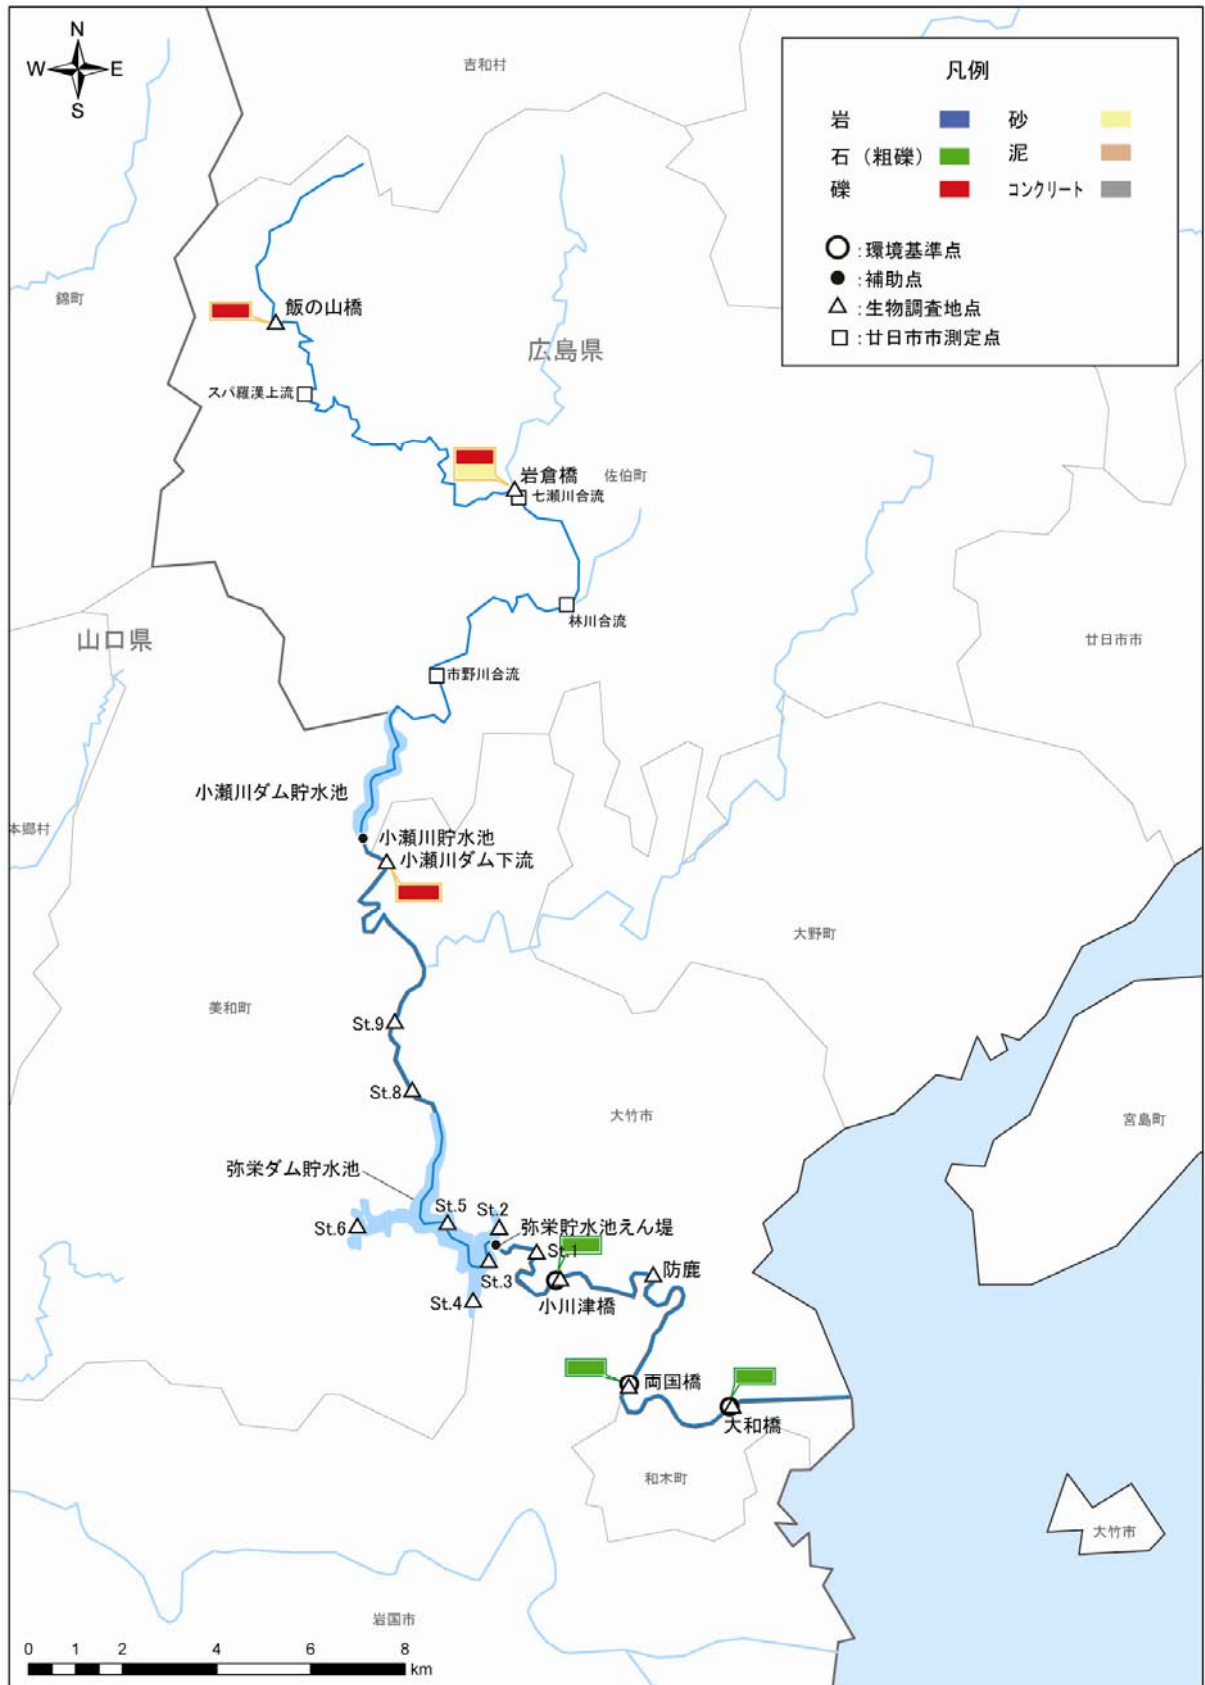 N
W E
S
吉和村
凡例
岩 砂
石（粗礫） 泥
礫 コンクリート
：環境基準点
：補助点
：生物調査地点
：廿日市市測定点
錦町
飯の山橋
広島県
スパ羅漢上流
岩倉橋
佐伯町
七瀬川合流
林川合流
山口県
廿日市市
市野川合流
小瀬川ダム貯水池
本郷村
小瀬川貯水池
小瀬川ダム下流
大野町
美和町
St.9
St.8
大竹市
宮島町
弥栄ダム貯水池
St.5
St.2
St.6
弥栄貯水池えん堤
St.1
St.3
防鹿
St.4
小川津橋
両国橋
大和橋
和木町
大竹市
岩国市
0 1 2 4 6 8
km